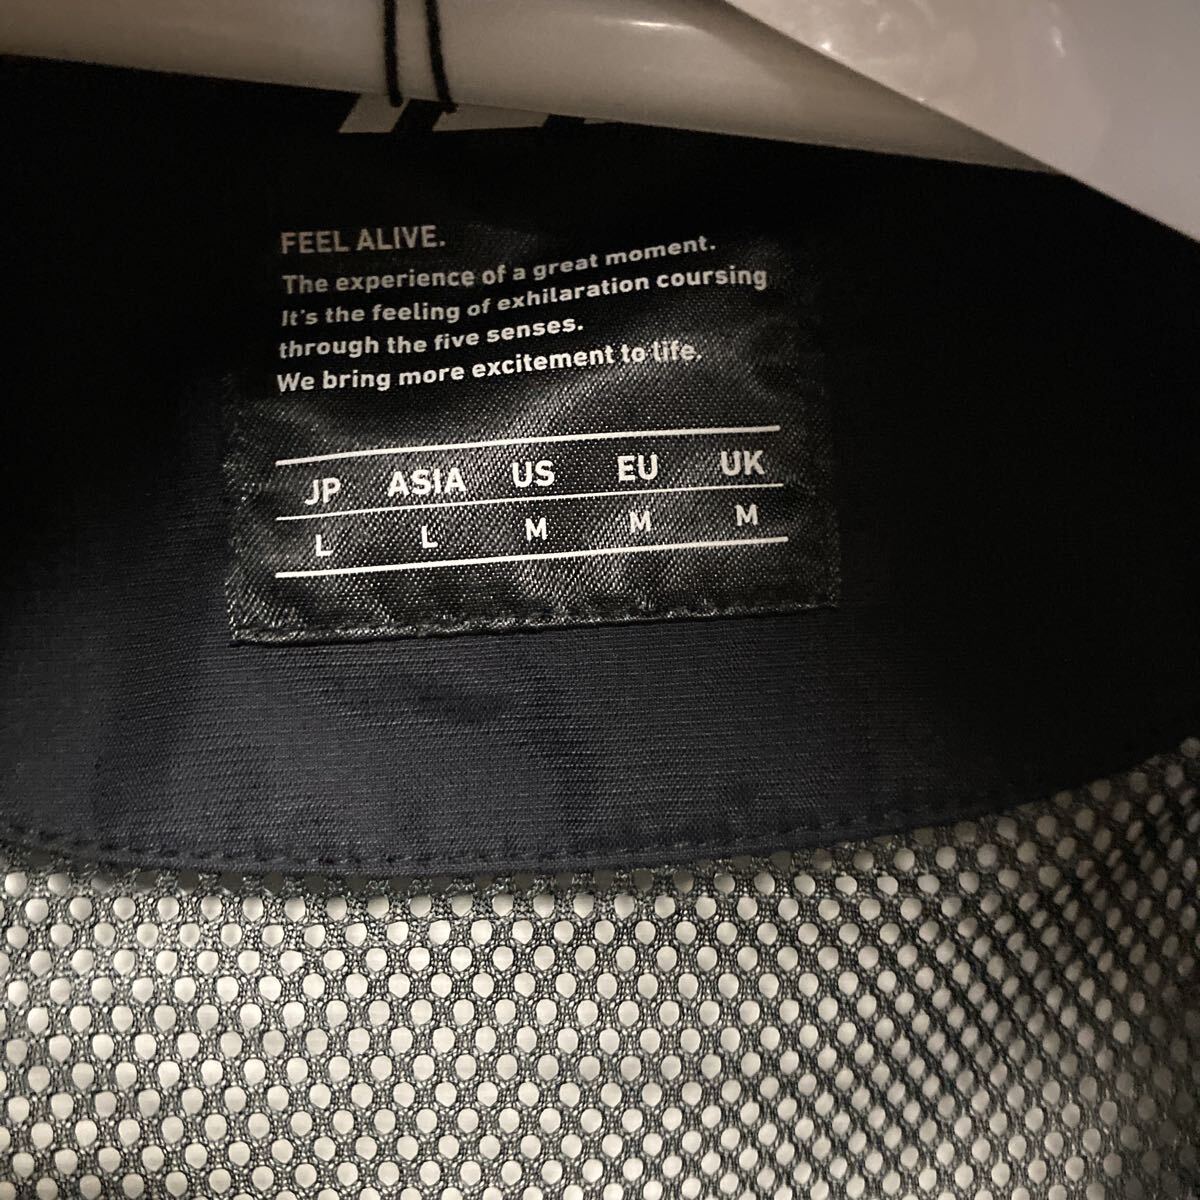 FEEL ALIVE.
The experience of a great moment.
It's the feeling of exhilaration coursing
through the five senses.
We bring more excitement to life.
JP ASIA US EU UK
L L M M M